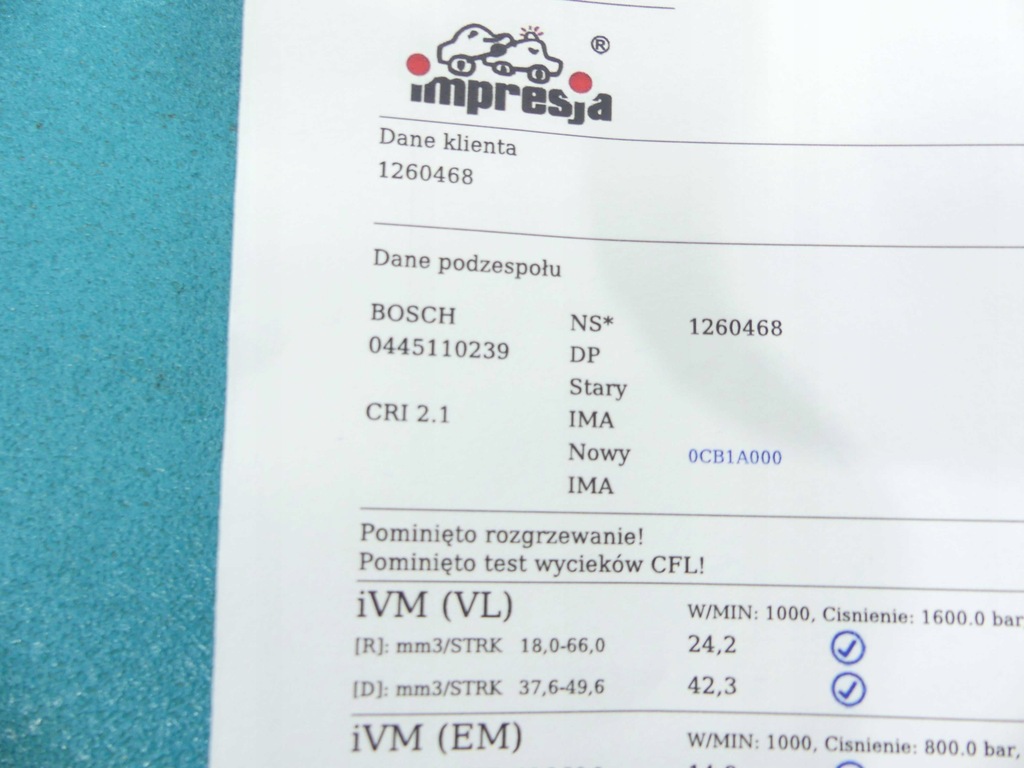 impresja ®
Dane klienta
1260468
Dane podzespołu
BOSCH
0445110239
CRI 2.1
NS* 1260468
DP
Stary
IMA
Nowy 0CB1A000
IMA
Pominięto rozgrzewanie!
Pominięto test wycieków CFL!
iVM (VL) W/MIN: 1000, Cisnienie: 1600.0 bar
[R]: mm3/STRK 18,0-66,0 24,2
[D]: mm3/STRK 37,6-49,6 42,3
iVM (EM) W/MIN: 1000, Cisnienie: 800.0 bar,